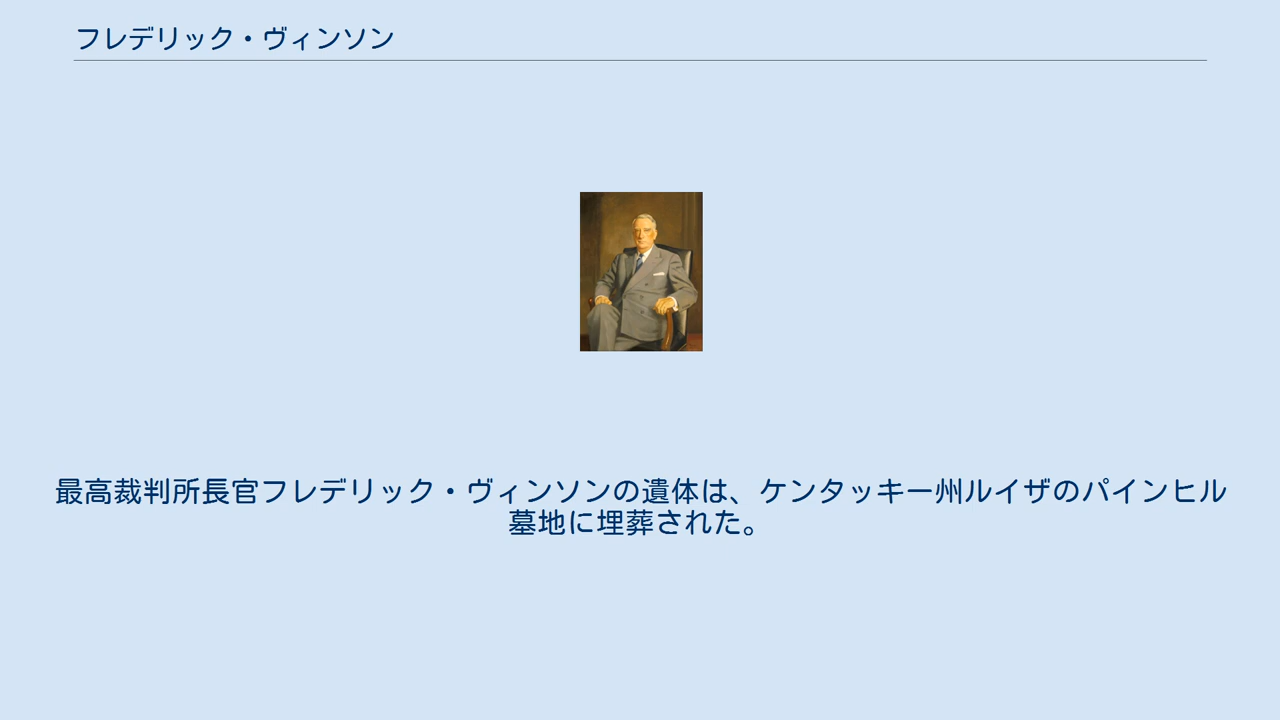 フレデリック・ヴィンソン
最高裁判所長官フレデリック・ヴィンソンの遺体は、ケンタッキー州ルイザのパインヒル
墓地に埋葬された。